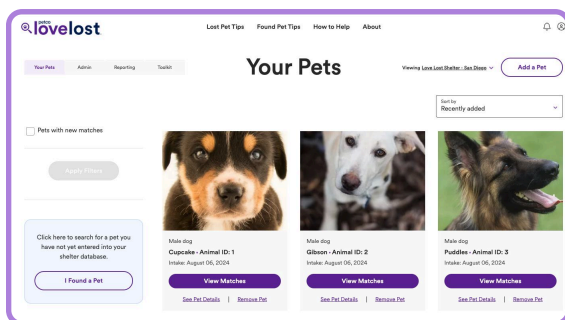 petco
lovelost
Lost Pet Tips Found Pet Tips How to Help About
Your Pets Admin Reporting Toolkit
Your Pets
Viewing Love Lost Shelter - San Diego
Add a Pet
Sort by
Recently added
Pets with new matches
Apply Filters
Click here to search for a pet you
have not yet entered into your
shelter database.
I Found a Pet
Male dog
Cupcake • Animal ID: 1
Intake: August 06, 2024
View Matches
See Pet Details | Remove Pet
Male dog
Gibson • Animal ID: 2
Intake: August 06, 2024
View Matches
See Pet Details | Remove Pet
Male dog
Puddles • Animal ID: 3
Intake: August 06, 2024
View Matches
See Pet Details | Remove Pet